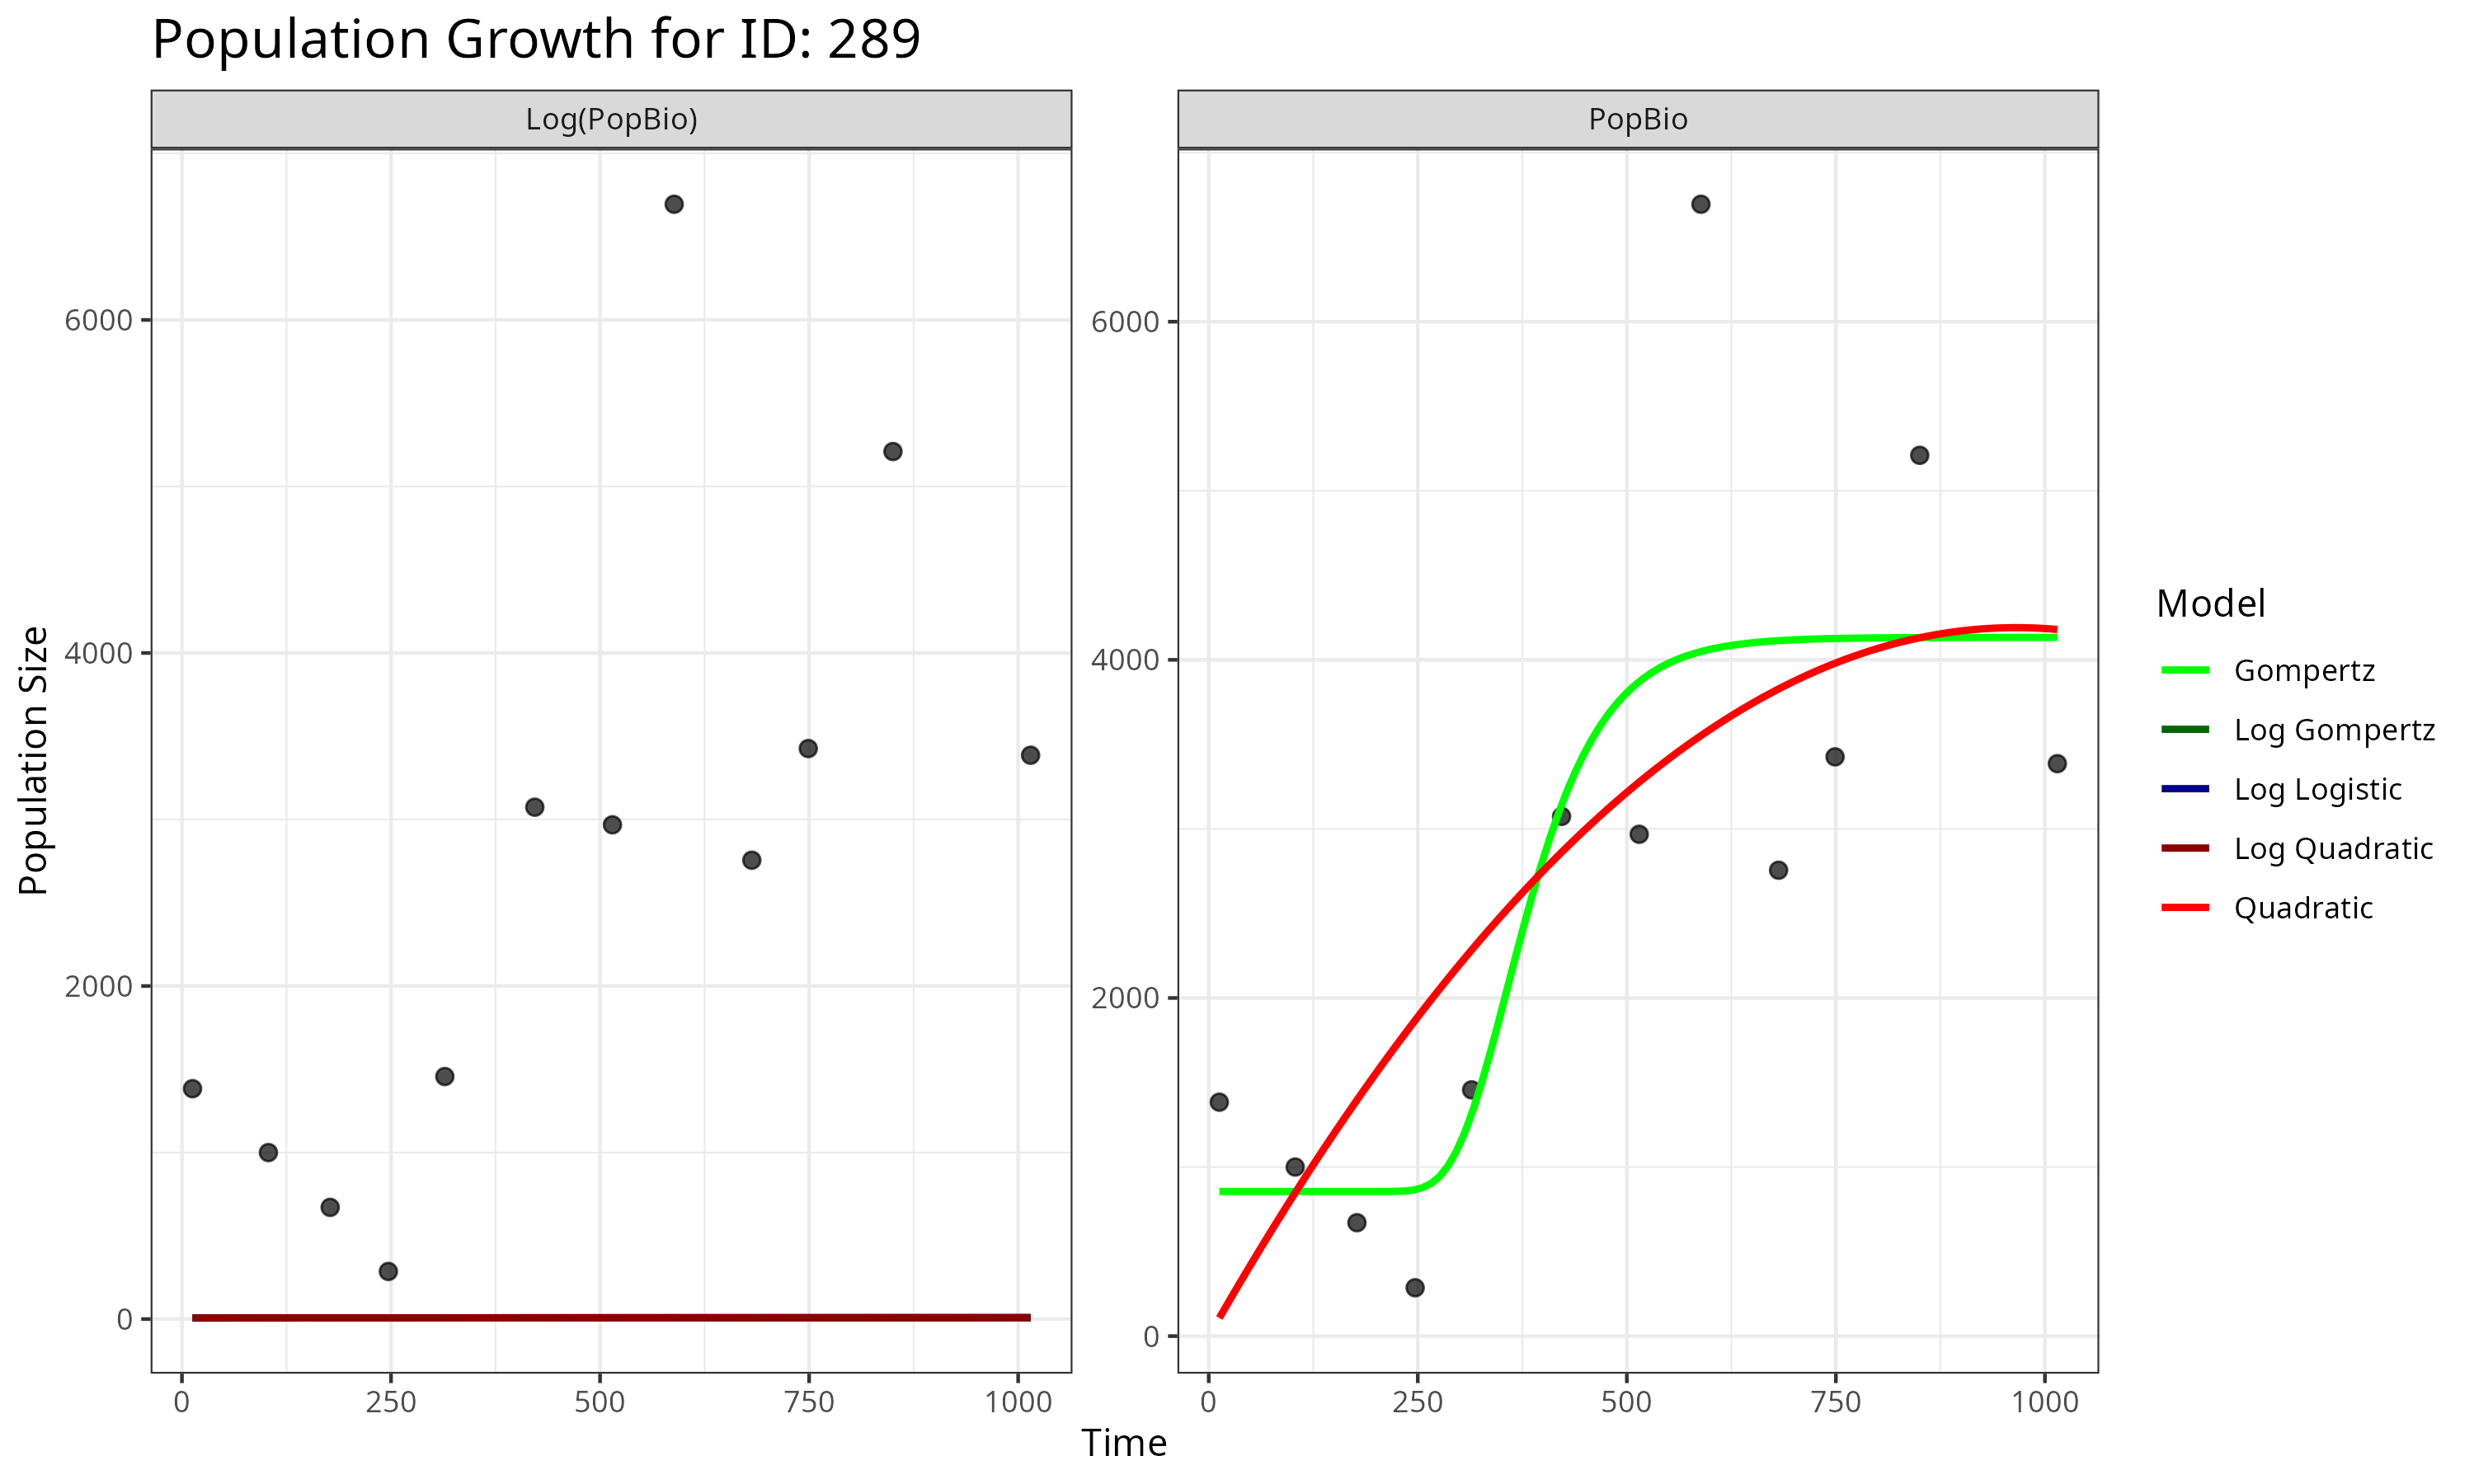 Population Growth for ID: 289
Log(PopBio)
PopBio
Population Size
6000
4000
2000
0
0
250
500
750
1000
6000
4000
2000
0
0
250
500
750
1000
Time
Model
Gompertz
Log Gompertz
Log Logistic
Log Quadratic
Quadratic